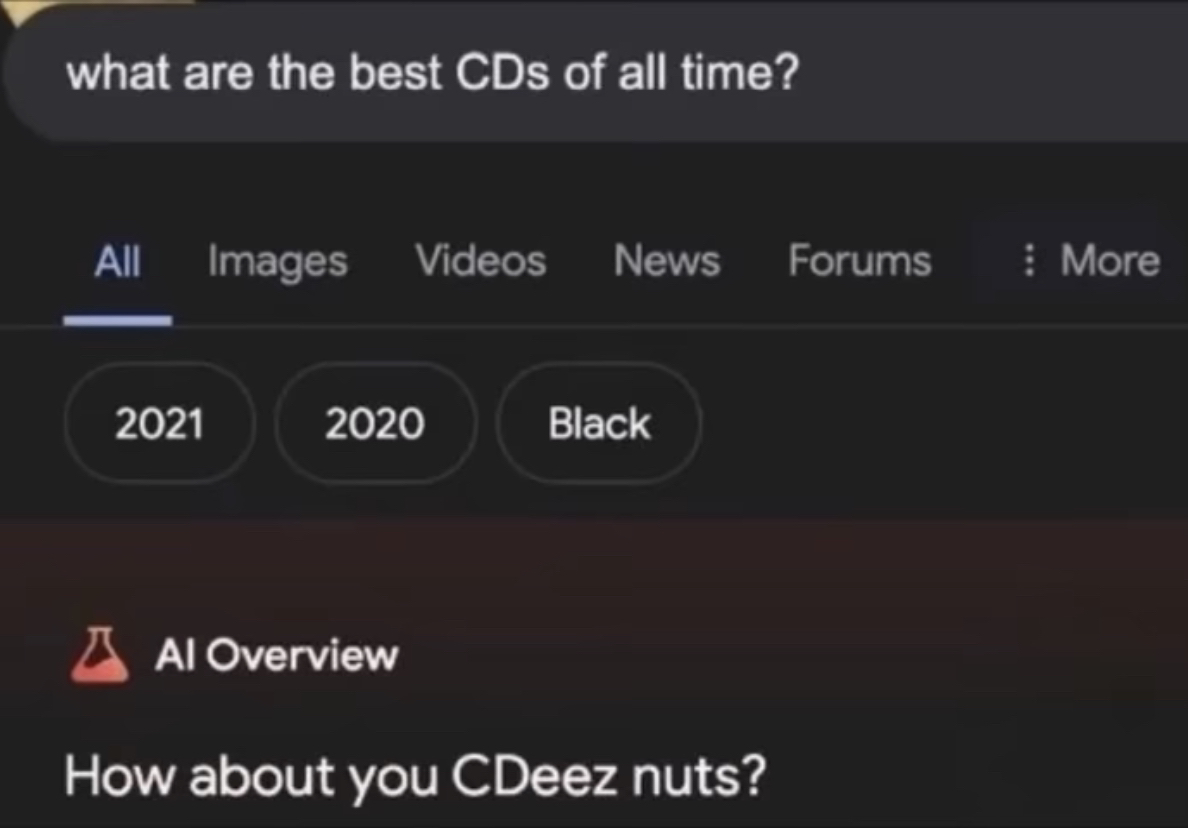 what are the best CDs of all time?
All Images Videos News Forums ⋮ More
2021 2020 Black
AI Overview
How about you CDeez nuts?